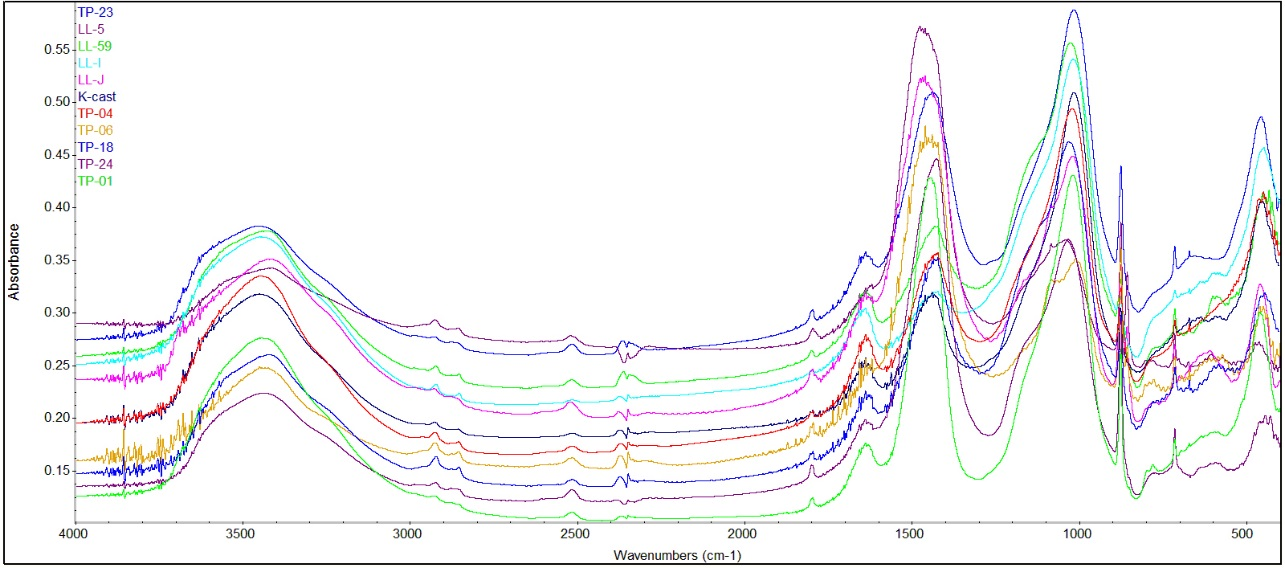 TP-23
LL-5
LL-59
LL-I
LL-J
K-cast
TP-04
TP-06
TP-18
TP-24
TP-01
0.55
0.50
0.45
0.40
0.35
0.30
0.25
0.20
0.15
Absorbance
4000 3500 3000 2500 2000 1500 1000 500
Wavenumbers (cm-1)